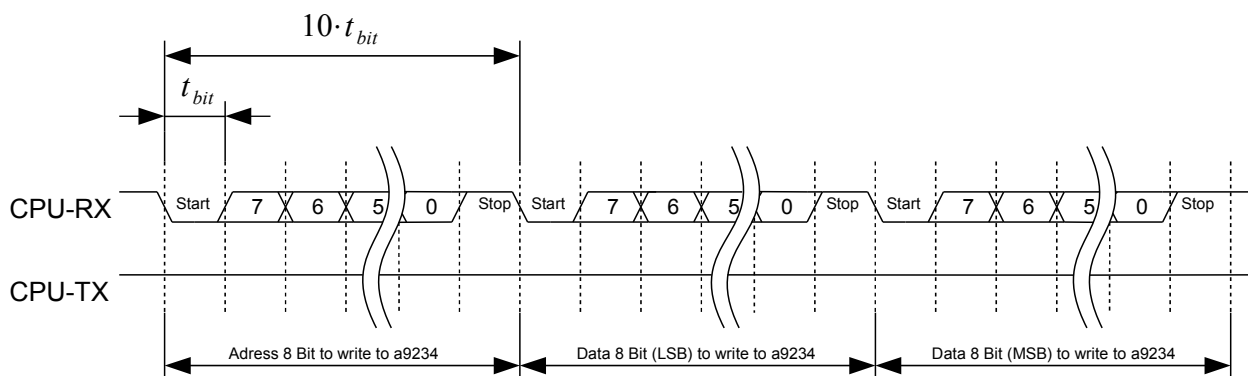 10·t bit
t bit
CPU-RX Start 7 6 5 0 Stop Start 7 6 5 0 Stop Start 7 6 5 0 Stop
CPU-TX
Adress 8 Bit to write to a9234 Data 8 Bit (LSB) to write to a9234 Data 8 Bit (MSB) to write to a9234